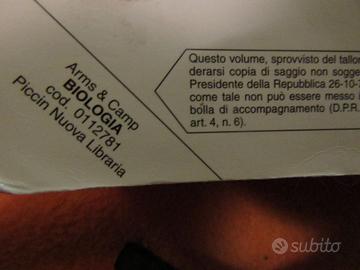 Arms & Camp
BIOLOGIA
cod. 0112781
Piccin Nuova Libraria
Questo volume, sprovvisto del tallon
derarsi copia di saggio non sogge
Presidente della Repubblica 26-10-7
come tale non può essere messo i
bolla di accompagnamento (D.P.R.
art. 4, n. 6).
subito